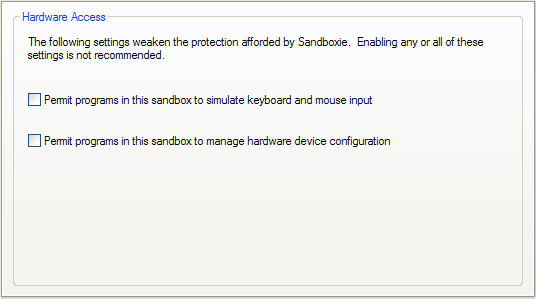 Hardware Access
The following settings weaken the protection afforded by Sandboxie.  Enabling any or all of these
settings is not recommended.
Permit programs in this sandbox to simulate keyboard and mouse input
Permit programs in this sandbox to manage hardware device configuration